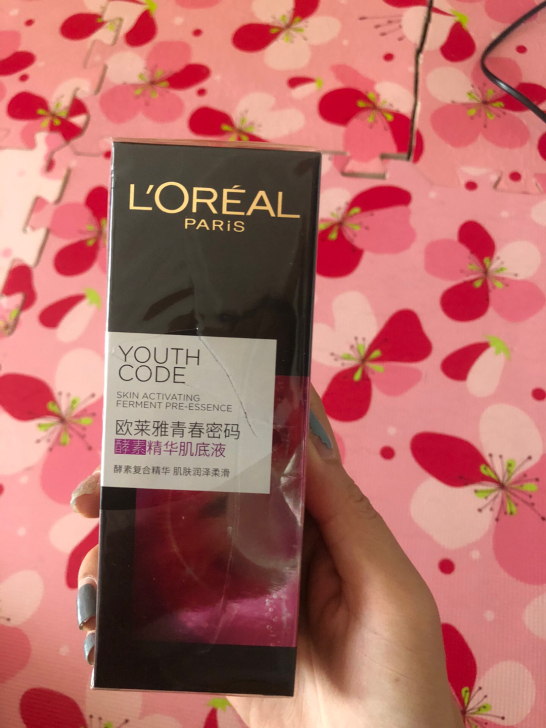 L'ORÉAL
PARiS
YOUTH
CODE
SKIN ACTIVATING
FERMENT PRE-ESSENCE
欧莱雅青春密码
酵素精华肌底液
酵素复合精华 肌肤润泽柔滑